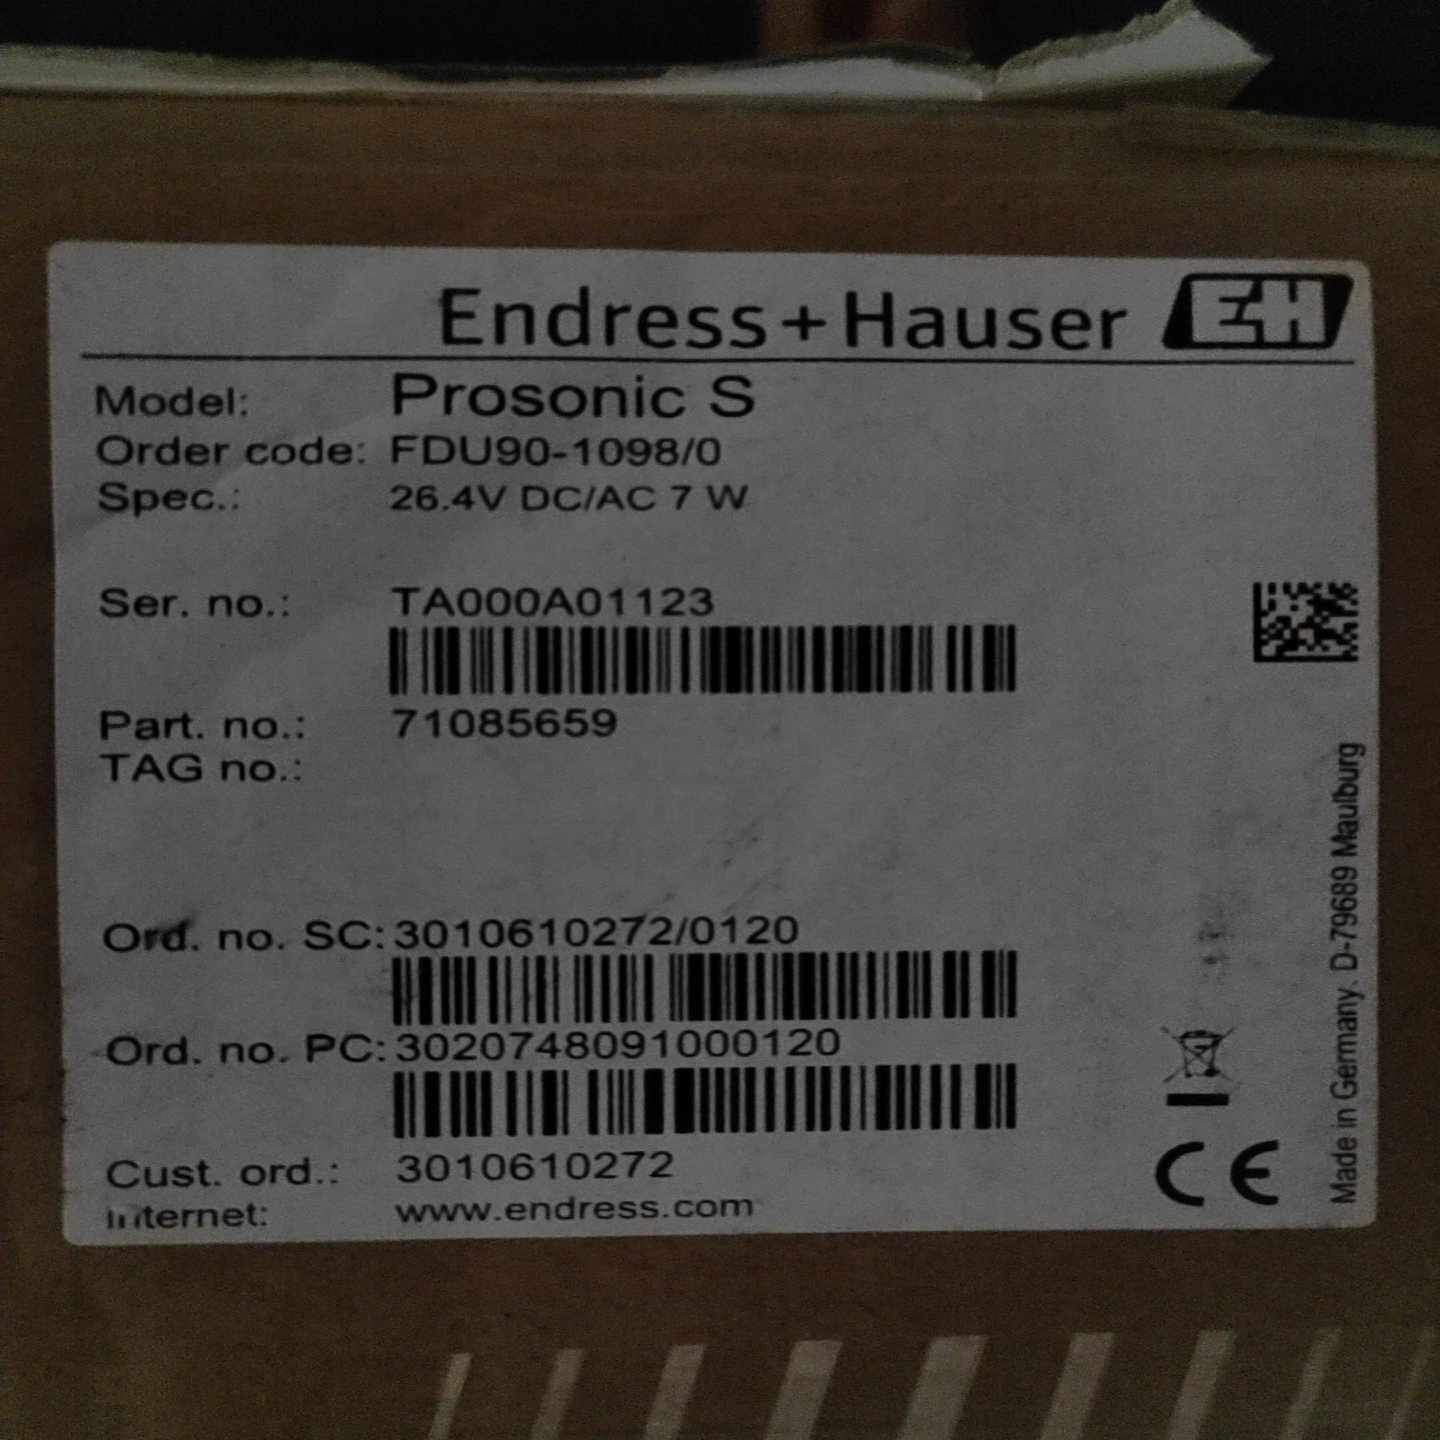 Endress+Hauser EH
Model: Prosonic S
Order code: FDU90-1098/0
Spec.: 26.4V DC/AC 7 W
Ser. no.: TA000A01123
Part. no.: 71085659
TAG no.:
Ord. no. SC: 3010610272/0120
Ord. no. PC: 3020748091000120
Cust. ord.: 3010610272
Internet: www.endress.com
CE
Made in Germany. D-79689 Maulburg